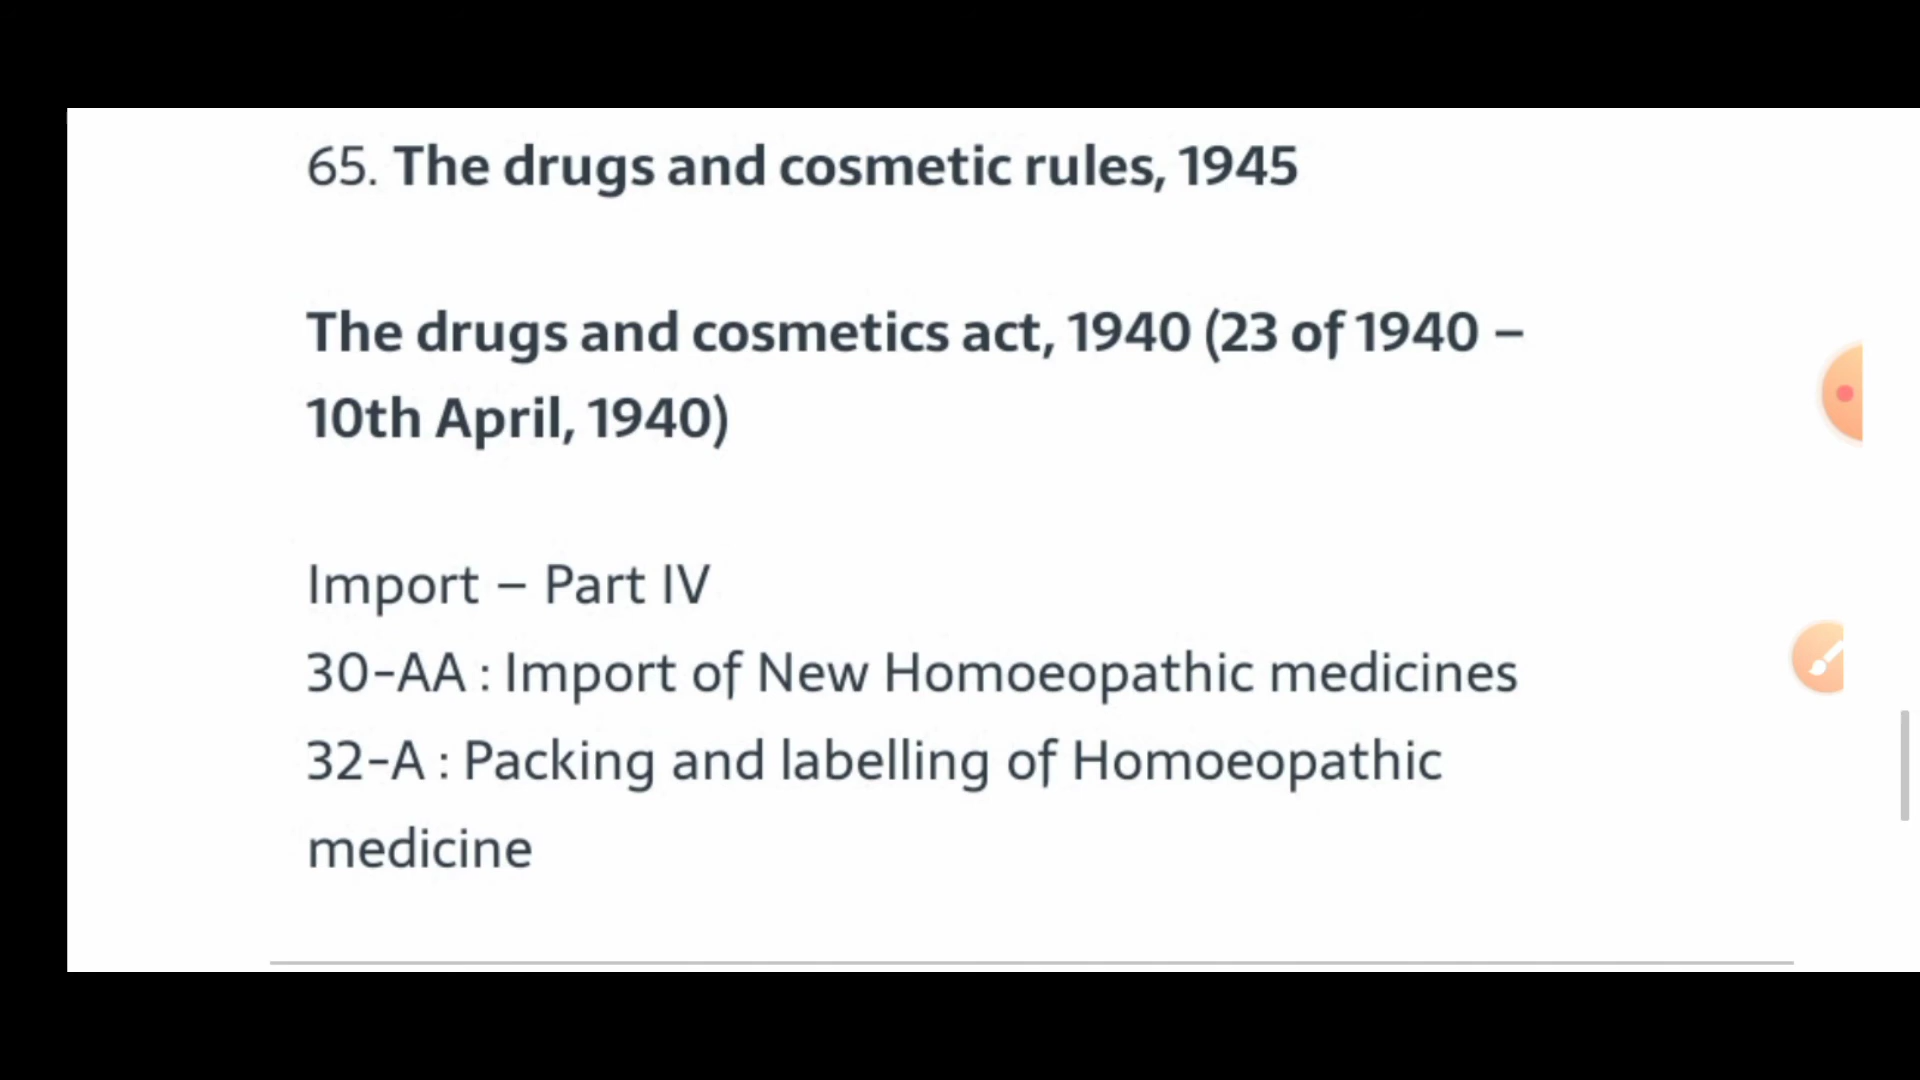 65. The drugs and cosmetic rules, 1945
The drugs and cosmetics act, 1940 (23 of 1940 –
10th April, 1940)
Import – Part IV
30-AA : Import of New Homoeopathic medicines
32-A : Packing and labelling of Homoeopathic
medicine